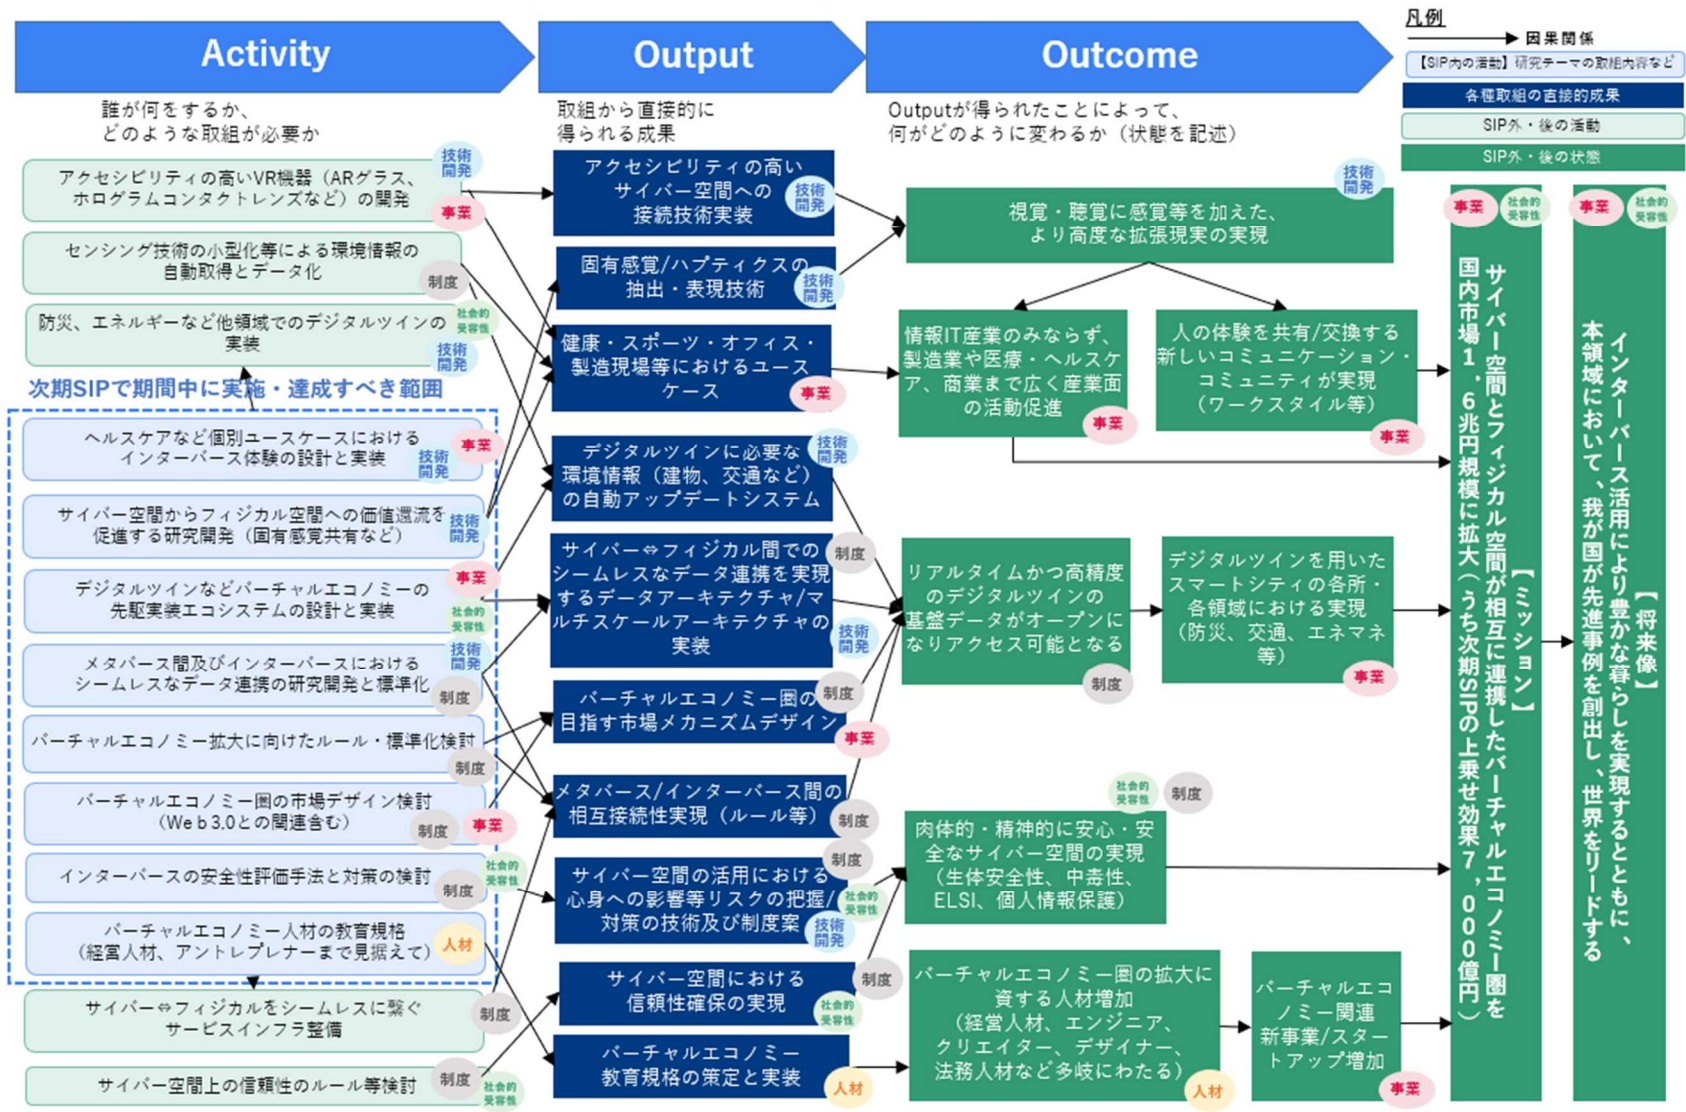 Activity
Output
Outcome
凡例
因果関係
【SIP内の活動】研究テーマの取組内容など
各種取組の直接的成果
SIP外・後の活動
SIP外・後の状態
誰が何をするか、
どのような取組が必要か
取組から直接的に
得られる成果
Outputが得られたことによって、
何がどのように変わるか（状態を記述）
アクセシビリティの高いVR機器（ARグラス、
ホログラムコンタクトレンズなど）の開発
技術
開発
事業
センシング技術の小型化等による環境情報の
自動取得とデータ化
制度
防災、エネルギーなど他領域でのデジタルツインの
実装
社会的
受容性
技術
開発
次期SIPで期間中に実施・達成すべき範囲
ヘルスケアなど個別ユースケースにおける
インターバース体験の設計と実装
事業
技術
開発
サイバー空間からフィジカル空間への価値還流を
促進する研究開発（固有感覚共有など）
技術
開発
デジタルツインなどバーチャルエコノミーの
先駆実装エコシステムの設計と実装
事業
社会的
受容性
メタバース間及びインターバースにおける
シームレスなデータ連携の研究開発と標準化
技術
開発
制度
バーチャルエコノミー拡大に向けたルール・標準化検討
制度
バーチャルエコノミー圏の市場デザイン検討
（Ｗｅｂ3.0との関連含む）
制度
事業
インターバースの安全性評価手法と対策の検討
制度
社会的
受容性
バーチャルエコノミー人材の教育規格
（経営人材、アントレプレナーまで見据えて）
人材
サイバー⇔フィジカルをシームレスに繋ぐ
サービスインフラ整備
制度
サイバー空間上の信頼性のルール等検討
制度
社会的
受容性
アクセシビリティの高い
サイバー空間への
接続技術実装
技術
開発
固有感覚/ハプティクスの
抽出・表現技術
技術
開発
健康・スポーツ・オフィス・
製造現場等におけるユース
ケース
事業
デジタルツインに必要な
環境情報（建物、交通など）
の自動アップデートシステム
技術
開発
サイバー⇔フィジカル間での
シームレスなデータ連携を実現
するデータアーキテクチャ/マ
ルチスケールアーキテクチャの
実装
制度
技術
開発
バーチャルエコノミー圏の
目指す市場メカニズムデザイン
制度
事業
メタバース/インターバース間の
相互接続性実現（ルール等）
制度
サイバー空間の活用における
心身への影響等リスクの把握/
対策の技術及び制度案
制度
社会的
受容性
技術
開発
サイバー空間における
信頼性確保の実現
制度
社会的
受容性
バーチャルエコノミー
教育規格の策定と実装
人材
視覚・聴覚に感覚等を加えた、
より高度な拡張現実の実現
技術
開発
情報IT産業のみならず、
製造業や医療・ヘルスケ
ア、商業まで広く産業面
の活動促進
事業
人の体験を共有/交換する
新しいコミュニケーション・
コミュニティが実現
（ワークスタイル等）
事業
リアルタイムかつ高精度
のデジタルツインの
基盤データがオープンに
なりアクセス可能となる
制度
デジタルツインを用いた
スマートシティの各所・
各領域における実現
（防災、交通、エネマネ
等）
事業
社会的
受容性
制度
肉体的・精神的に安心・安
全なサイバー空間の実現
（生体安全性、中毒性、
ELSI、個人情報保護）
バーチャルエコノミー圏の拡大に
資する人材増加
（経営人材、エンジニア、
クリエイター、デザイナー、
法務人材など多岐にわたる）
人材
バーチャルエコ
ノミー関連
新事業/スター
トアップ増加
事業
事業
社会的
受容性
【ミッション】
サイバー空間とフィジカル空間が相互に連携したバーチャルエコノミー圏を
国内市場１．６兆円規模に拡大（うち次期SIPの上乗せ効果７，０００億円）
事業
社会的
受容性
【将来像】
インターバース活用により豊かな暮らしを実現するとともに、
本領域において、我が国が先進事例を創出し、世界をリードする